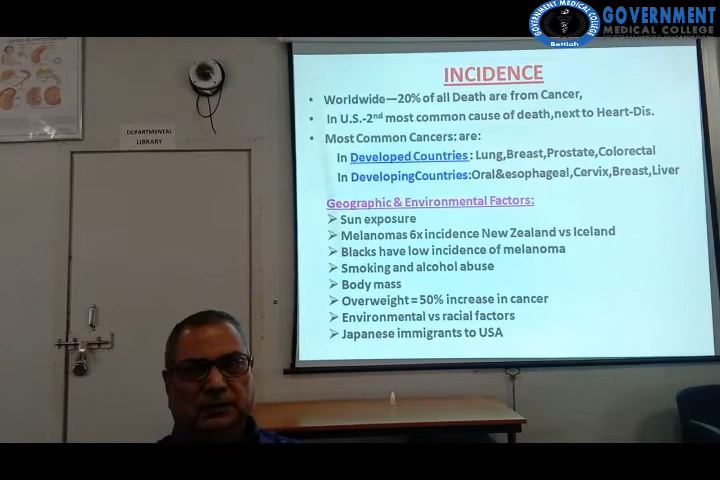 GOVERNMENT MEDICAL COLLEGE
Bettiah
GOVERNMENT
MEDICAL COLLEGE
DEPARTMENTAL
LIBRARY
INCIDENCE
• Worldwide—20% of all Death are from Cancer,
• In U.S.-2nd most common cause of death,next to Heart-Dis.
• Most Common Cancers: are:
In Developed Countries : Lung,Breast,Prostate,Colorectal
In DevelopingCountries:Oral&esophageal,Cervix,Breast,Liver
Geographic & Environmental Factors:
➢ Sun exposure
➢ Melanomas 6x incidence New Zealand vs Iceland
➢ Blacks have low incidence of melanoma
➢ Smoking and alcohol abuse
➢ Body mass
➢ Overweight = 50% increase in cancer
➢ Environmental vs racial factors
➢ Japanese immigrants to USA